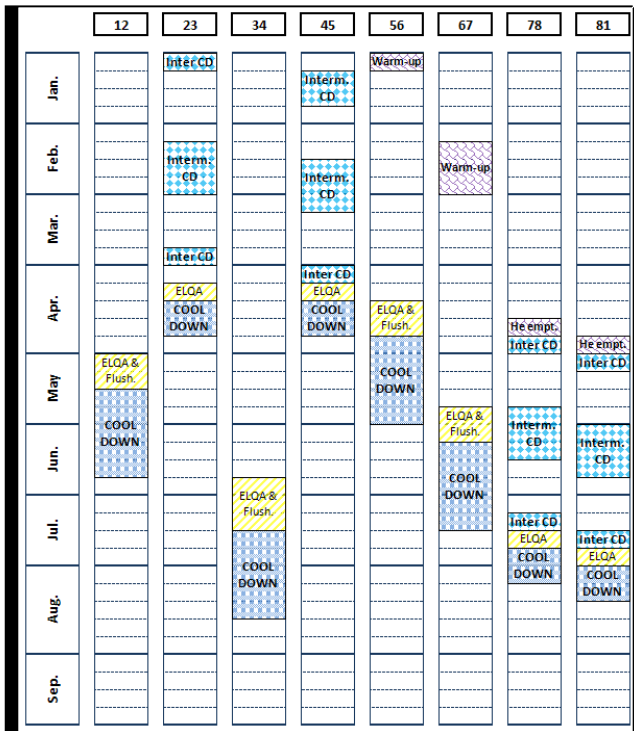 12 23 34 45 56 67 78 81
Jan.
Feb.
Mar.
Apr.
May
Jun.
Jul.
Aug.
Sep.
ELQA &
Flush.
COOL
DOWN
Inter CD
Interm.
CD
Inter CD
ELQA
COOL
DOWN
ELQA &
Flush.
COOL
DOWN
Interm.
CD
Interm.
CD
Inter CD
ELQA
COOL
DOWN
Warm-up
ELQA &
Flush.
COOL
DOWN
Warm-up
ELQA &
Flush.
COOL
DOWN
He empt.
Inter CD
Interm.
CD
Inter CD
ELQA
COOL
DOWN
He empt.
Inter CD
Interm.
CD
Inter CD
ELQA
COOL
DOWN